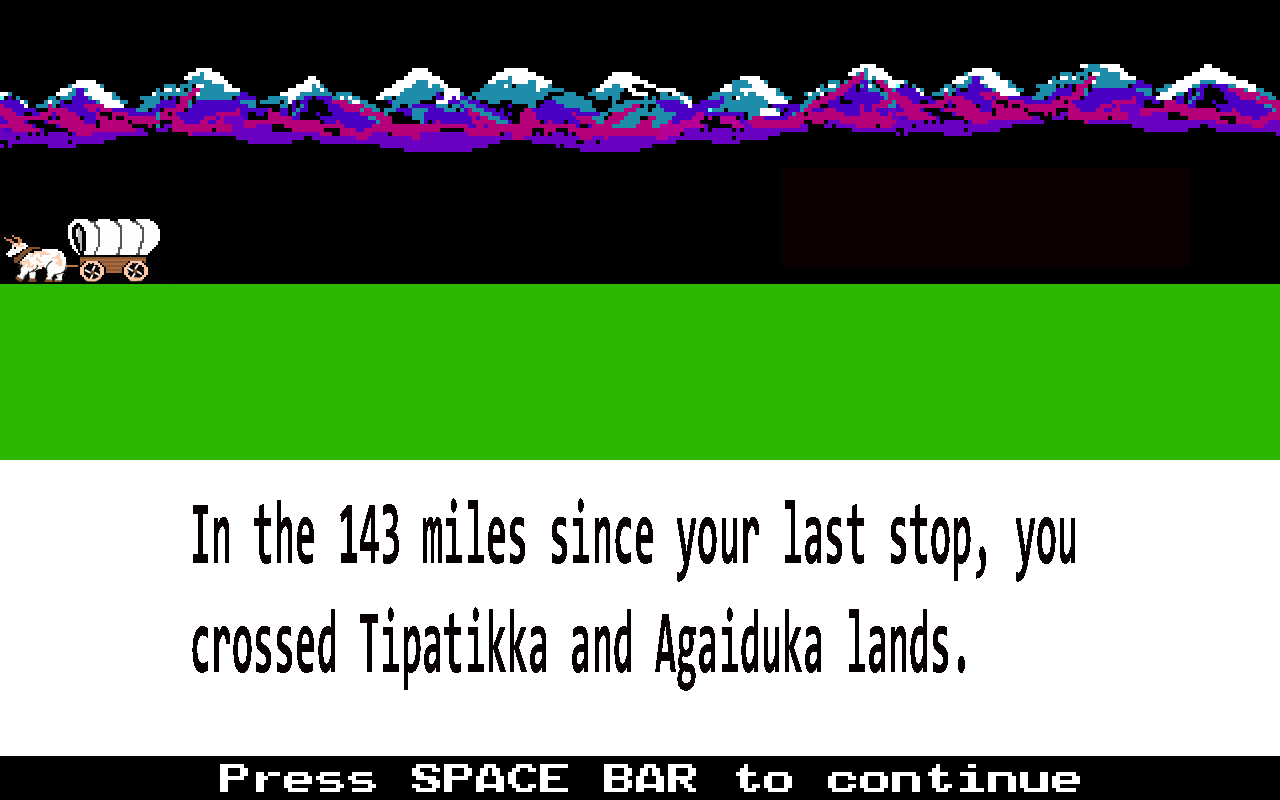 In the 143 miles since your last stop, you
crossed Tipatikka and Agaiduka lands.
Press SPACE BAR to continue